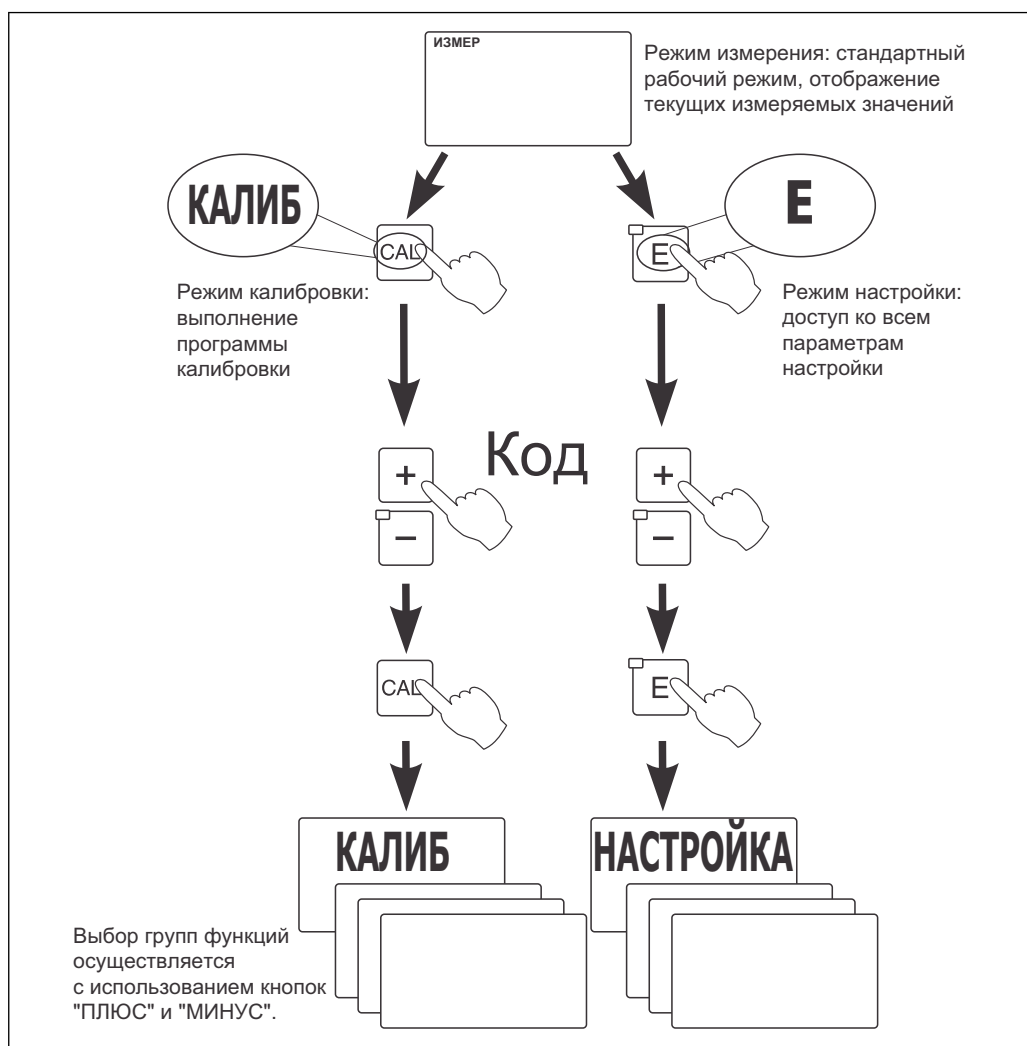 ИЗМЕР
Режим измерения: стандартный
рабочий режим, отображение
текущих измеряемых значений
КАЛИБ
E
CAL
E
Режим калибровки:
выполнение
программы
калибровки
Режим настройки:
доступ ко всем
параметрам
настройки
Код
+
+
–
–
CAL
E
КАЛИБ
НАСТРОЙКА
Выбор групп функций
осуществляется
с использованием кнопок
"ПЛЮС" и "МИНУС".